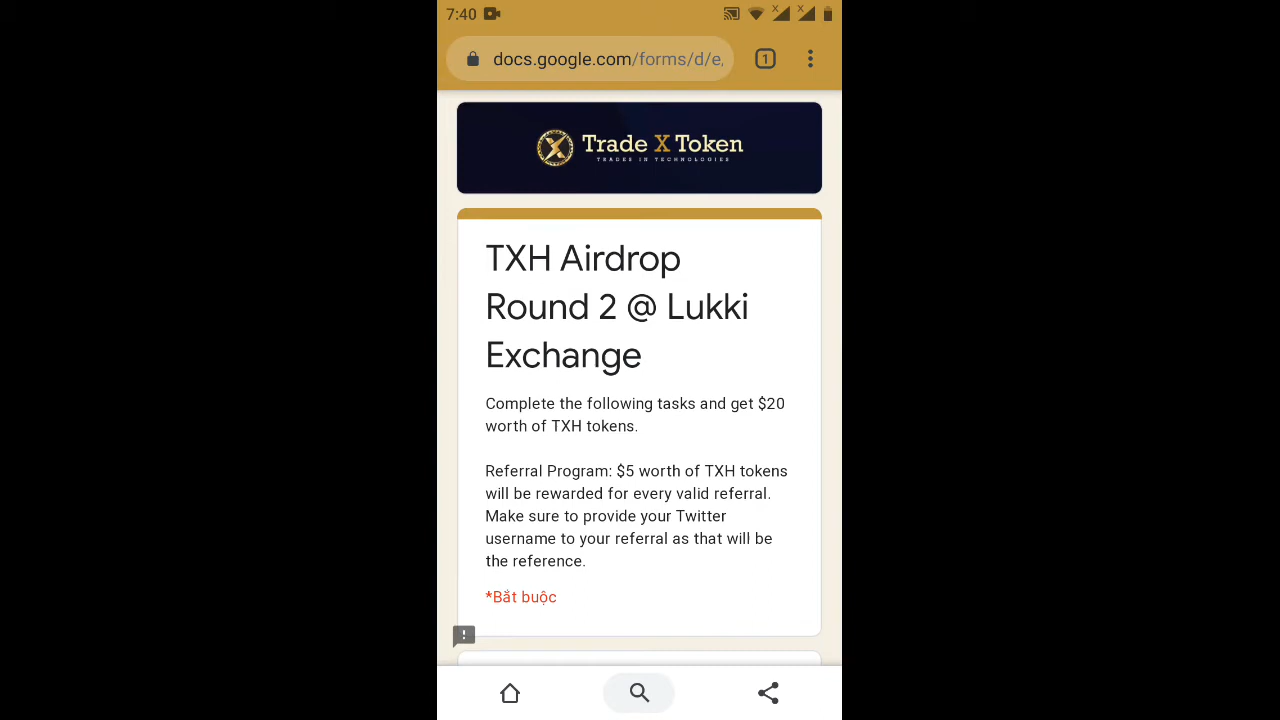 7:40
docs.google.com/forms/d/e
1
Trade X Token
TRADES IN TECHNOLOGIES
TXH Airdrop
Round 2 @ Lukki
Exchange
Complete the following tasks and get $20
worth of TXH tokens.
Referral Program: $5 worth of TXH tokens
will be rewarded for every valid referral.
Make sure to provide your Twitter
username to your referral as that will be
the reference.
*Bắt buộc